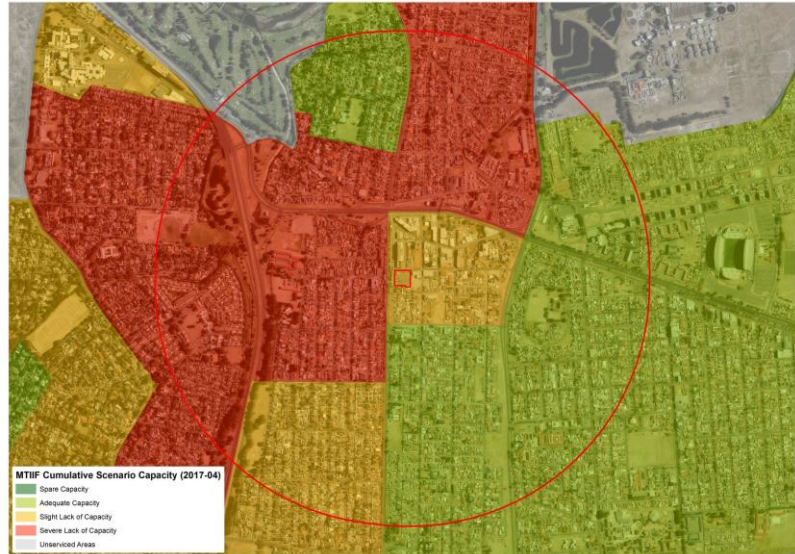 MTIIF Cumulative Scenario Capacity (2017-04)
Spare Capacity
Adequate Capacity
Slight Lack of Capacity
Severe Lack of Capacity
Unserviced Areas